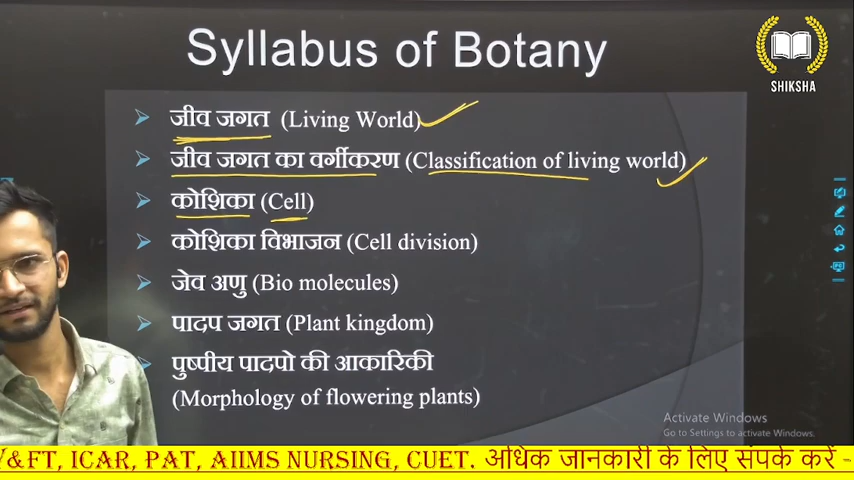 Syllabus of Botany
SHIKSHA
जीव जगत (Living World)
जीव जगत का वर्गीकरण (Classification of living world)
कोशिका (Cell)
कोशिका विभाजन (Cell division)
जेव अणु (Bio molecules)
पादप जगत (Plant kingdom)
पुष्पीय पादपो की आकारिकी
(Morphology of flowering plants)
Activate Windows
Go to Settings to activate Windows.
Y&FT, ICAR, PAT, AIIMS NURSING, CUET. अधिक जानकारी के लिए संपर्क करें -